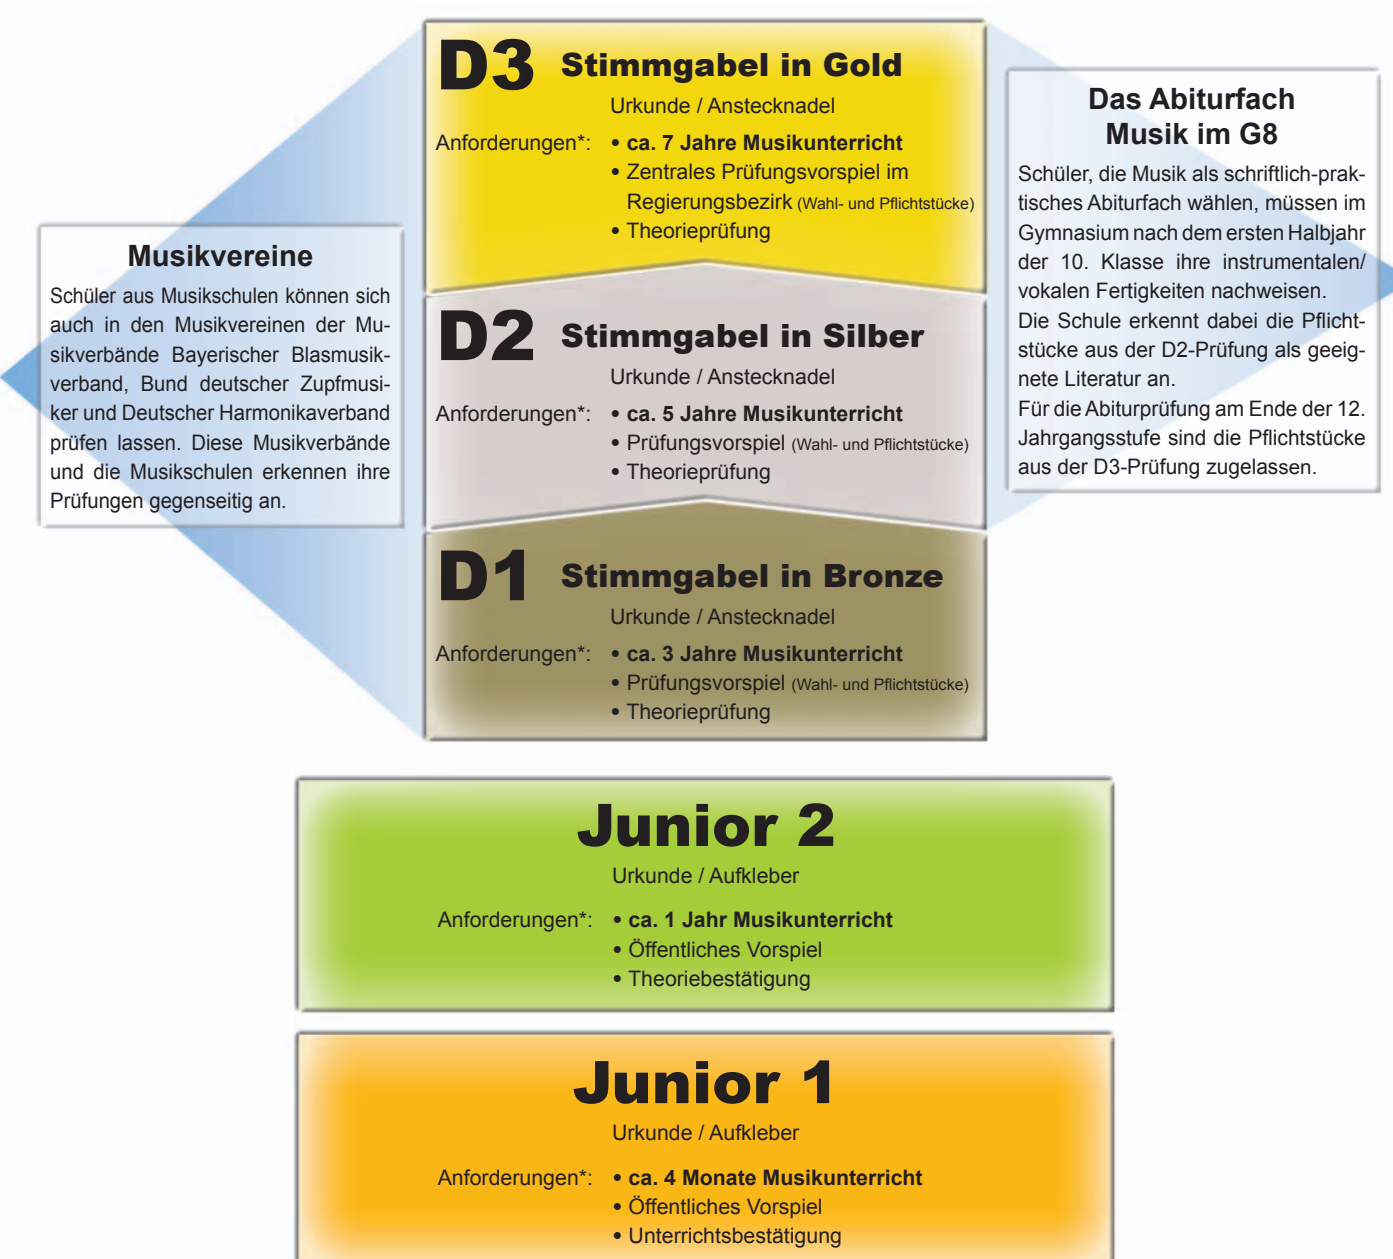 D3 Stimmgabel in Gold
Urkunde / Anstecknadel
Anforderungen*: • ca. 7 Jahre Musikunterricht
• Zentrales Prüfungsvorspiel im
Regierungsbezirk (Wahl- und Pflichtstücke)
• Theorieprüfung
Musikvereine
Schüler aus Musikschulen können sich
auch in den Musikvereinen der Mu-
sikverbände Bayerischer Blasmusik-
verband, Bund deutscher Zupfmusi-
ker und Deutscher Harmonikaverband
prüfen lassen. Diese Musikverbände
und die Musikschulen erkennen ihre
Prüfungen gegenseitig an.
Das Abiturfach
Musik im G8
Schüler, die Musik als schriftlich-prak-
tisches Abiturfach wählen, müssen im
Gymnasium nach dem ersten Halbjahr
der 10. Klasse ihre instrumentalen/
vokalen Fertigkeiten nachweisen.
Die Schule erkennt dabei die Pflicht-
stücke aus der D2-Prüfung als geeig-
nete Literatur an.
Für die Abiturprüfung am Ende der 12.
Jahrgangsstufe sind die Pflichtstücke
aus der D3-Prüfung zugelassen.
D2 Stimmgabel in Silber
Urkunde / Anstecknadel
Anforderungen*: • ca. 5 Jahre Musikunterricht
• Prüfungsvorspiel (Wahl- und Pflichtstücke)
• Theorieprüfung
D1 Stimmgabel in Bronze
Urkunde / Anstecknadel
Anforderungen*: • ca. 3 Jahre Musikunterricht
• Prüfungsvorspiel (Wahl- und Pflichtstücke)
• Theorieprüfung
Junior 2
Urkunde / Aufkleber
Anforderungen*: • ca. 1 Jahr Musikunterricht
• Öffentliches Vorspiel
• Theoriebestätigung
Junior 1
Urkunde / Aufkleber
Anforderungen*: • ca. 4 Monate Musikunterricht
• Öffentliches Vorspiel
• Unterrichtsbestätigung